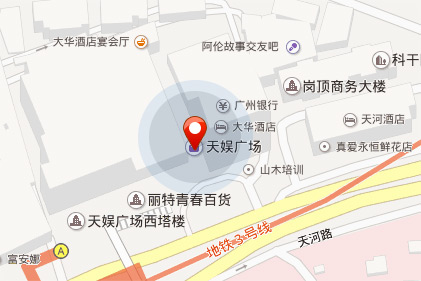 大华酒店宴会厅
阿伦故事交友吧
科干
岗顶商务大楼
广州银行
天河酒店
大华酒店
天娱广场
真爱永恒鲜花店
山木培训
丽特青春百货
天娱广场西塔楼
地铁3号线
天河路
富安娜
A